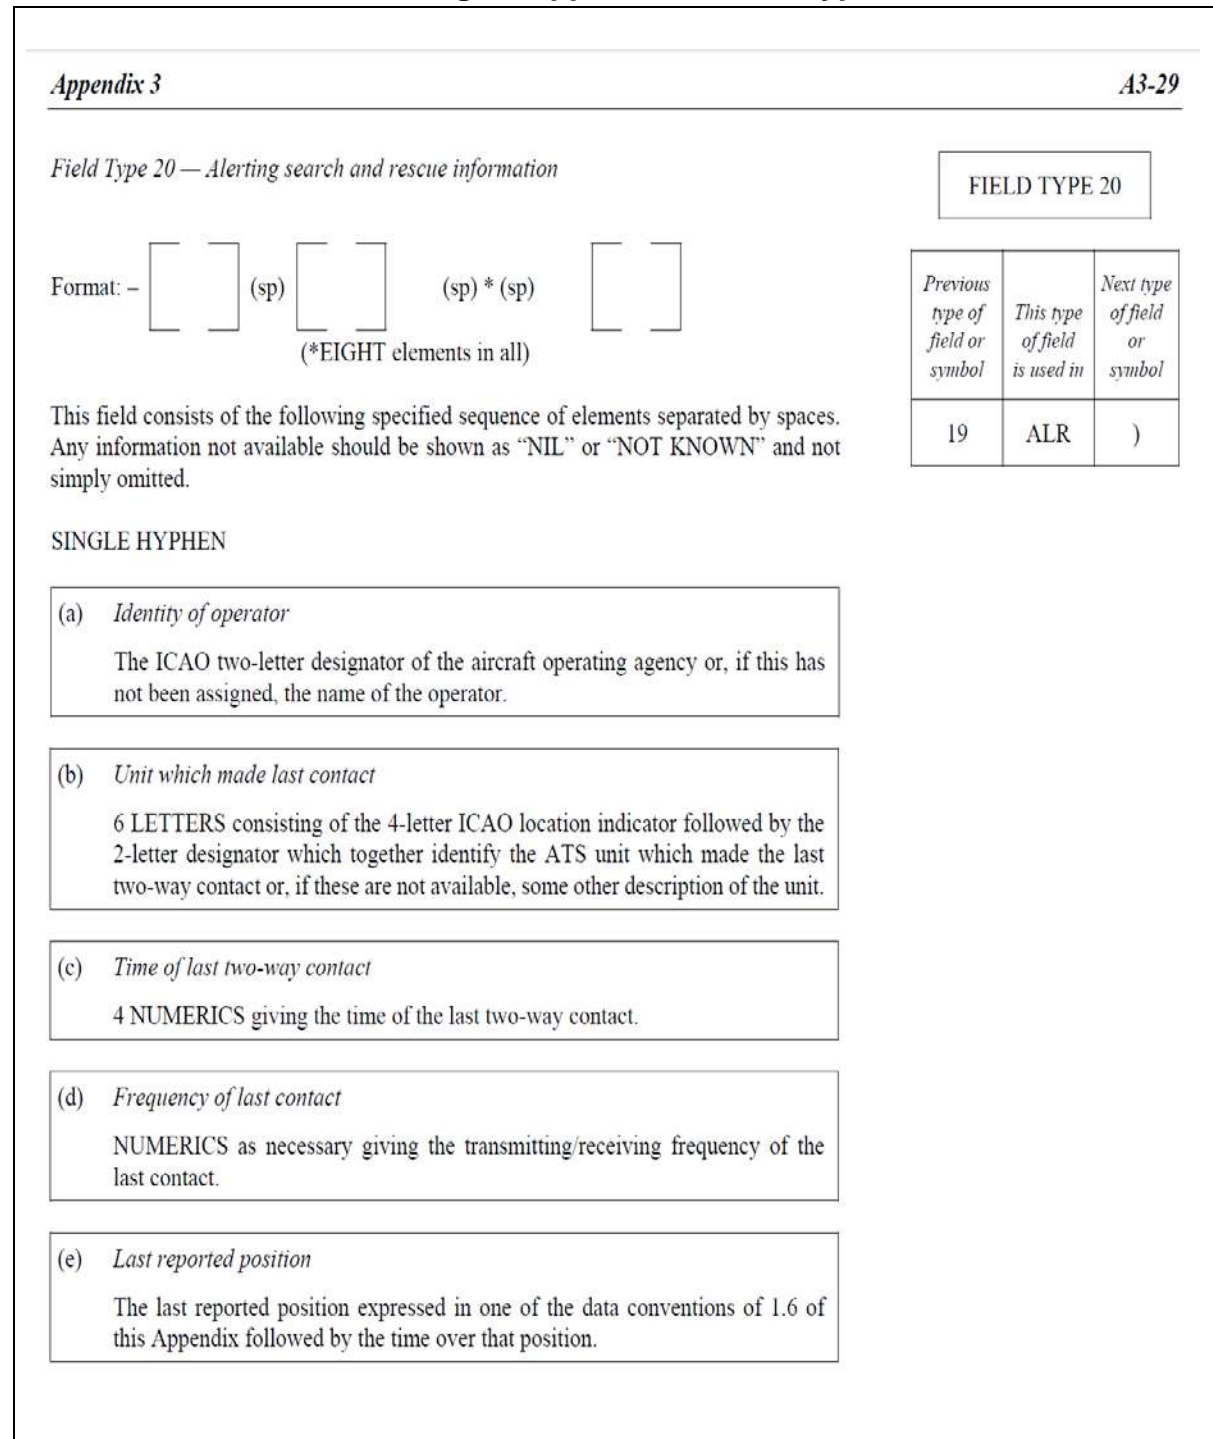 Appendix 3 A3-29
Field Type 20 — Alerting search and rescue information
FIELD TYPE 20
Format: – (sp) (sp) * (sp)
(*EIGHT elements in all)
Previous
type of
field or
symbol
This type
of field
is used in
Next type
of field
or
symbol
19 ALR )
This field consists of the following specified sequence of elements separated by spaces.
Any information not available should be shown as “NIL” or “NOT KNOWN” and not
simply omitted.
SINGLE HYPHEN
(a) Identity of operator
The ICAO two-letter designator of the aircraft operating agency or, if this has
not been assigned, the name of the operator.
(b) Unit which made last contact
6 LETTERS consisting of the 4-letter ICAO location indicator followed by the
2-letter designator which together identify the ATS unit which made the last
two-way contact or, if these are not available, some other description of the unit.
(c) Time of last two-way contact
4 NUMERICS giving the time of the last two-way contact.
(d) Frequency of last contact
NUMERICS as necessary giving the transmitting/receiving frequency of the
last contact.
(e) Last reported position
The last reported position expressed in one of the data conventions of 1.6 of
this Appendix followed by the time over that position.